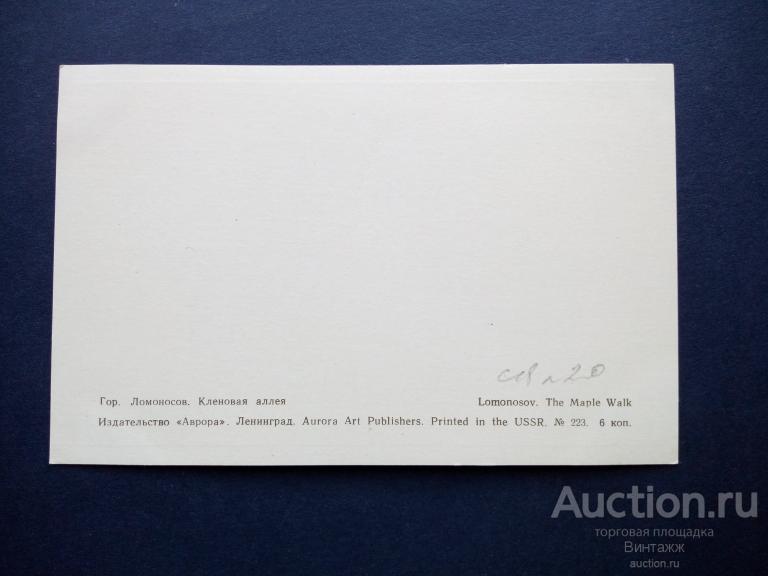 Гор. Ломоносов. Кленовая аллея Lomonosov. The Maple Walk
Издательство «Аврора». Ленинград. Aurora Art Publishers. Printed in the USSR. № 223. 6 коп.
Auction.ru
торговая площадка
Винтажж
auction.ru